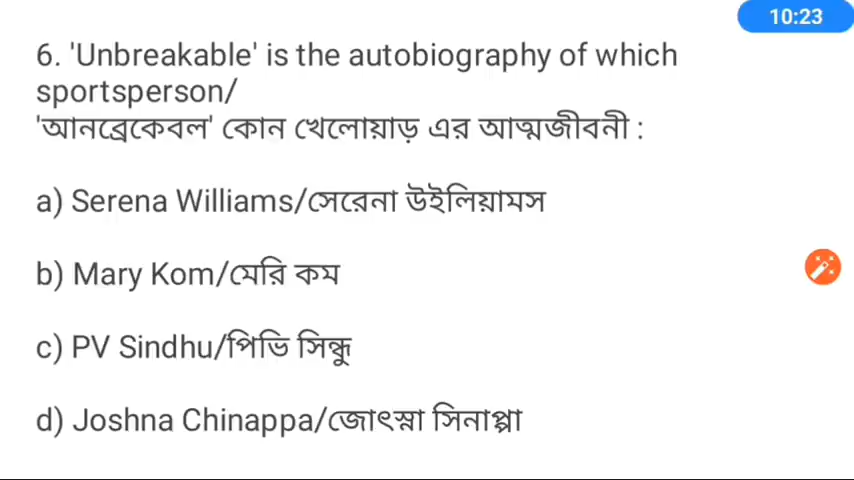 10:23
6. 'Unbreakable' is the autobiography of which
sportsperson/
'আনব্রেকেবল' কোন খেলোয়াড় এর আত্মজীবনী :
a) Serena Williams/সেরেনা উইলিয়ামস
b) Mary Kom/মেরি কম
c) PV Sindhu/পিভি সিন্ধু
d) Joshna Chinappa/জোৎস্না সিনাপ্পা